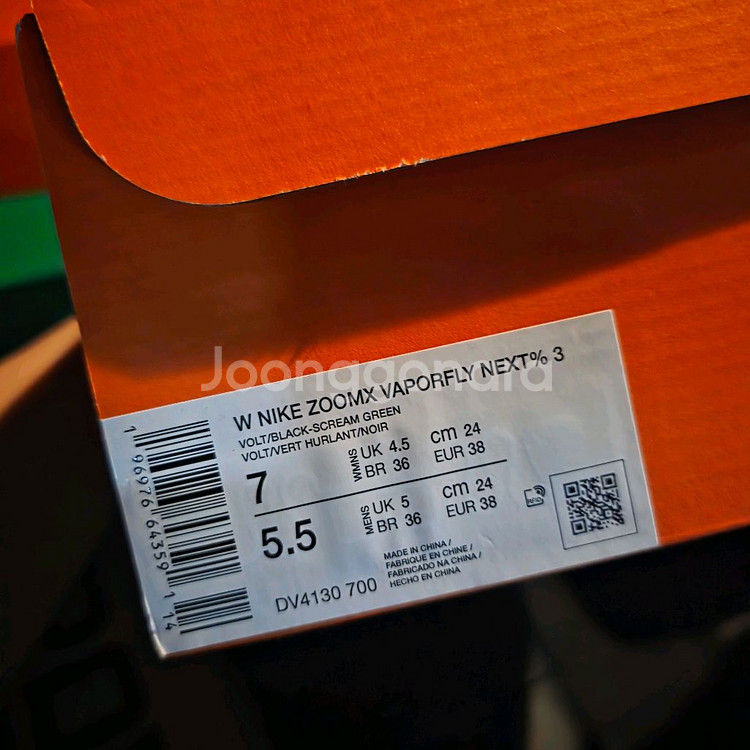 Joonggonara
W NIKE ZOOMX VAPORFLY NEXT% 3
VOLT/BLACK-SCREAM GREEN
VOLT/VERT HURLANT/NOIR
7 WMNS UK 4.5 cm 24
BR 36 EUR 38
5.5 MENS UK 5 cm 24
BR 36 EUR 38
MADE IN CHINA /
FABRIQUÉ EN CHINE /
FABRICADO NA CHINA /
HECHO EN CHINA
DV4130 700
1 96976 64359 1 14
RFID